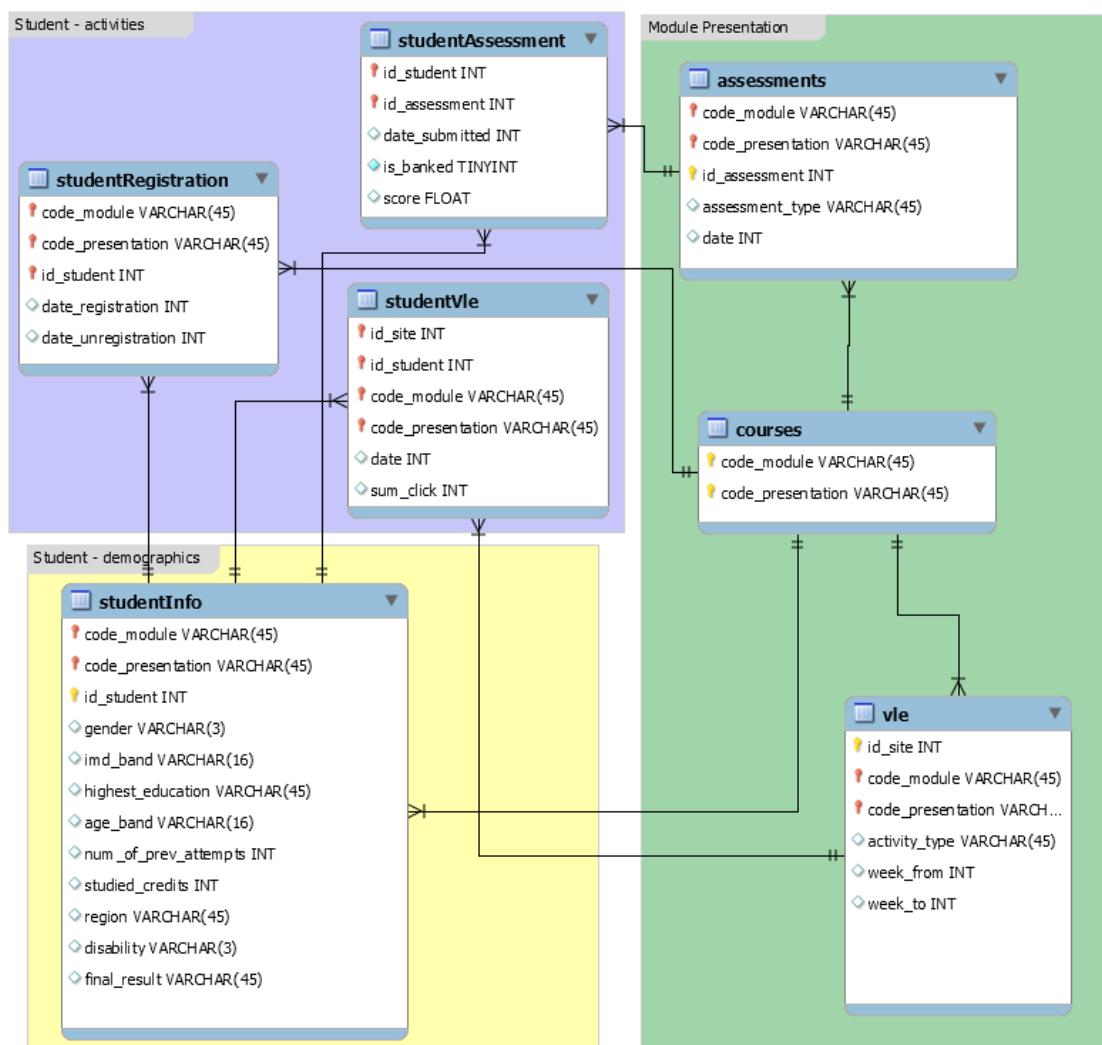 Student - activities
studentAssessment
id_student INT
id_assessment INT
date_submitted INT
is_banked TINYINT
score FLOAT
studentRegistration
code_module VARCHAR(45)
code_presentation VARCHAR(45)
id_student INT
date_registration INT
date_unregistration INT
studentVle
id_site INT
id_student INT
code_module VARCHAR(45)
code_presentation VARCHAR(45)
date INT
sum_click INT
Student - demographics
studentInfo
code_module VARCHAR(45)
code_presentation VARCHAR(45)
id_student INT
gender VARCHAR(3)
imd_band VARCHAR(16)
highest_education VARCHAR(45)
age_band VARCHAR(16)
num_of_prev_attempts INT
studied_credits INT
region VARCHAR(45)
disability VARCHAR(3)
final_result VARCHAR(45)
Module Presentation
assessments
code_module VARCHAR(45)
code_presentation VARCHAR(45)
id_assessment INT
assessment_type VARCHAR(45)
date INT
courses
code_module VARCHAR(45)
code_presentation VARCHAR(45)
vle
id_site INT
code_module VARCHAR(45)
code_presentation VARCH...
activity_type VARCHAR(45)
week_from INT
week_to INT